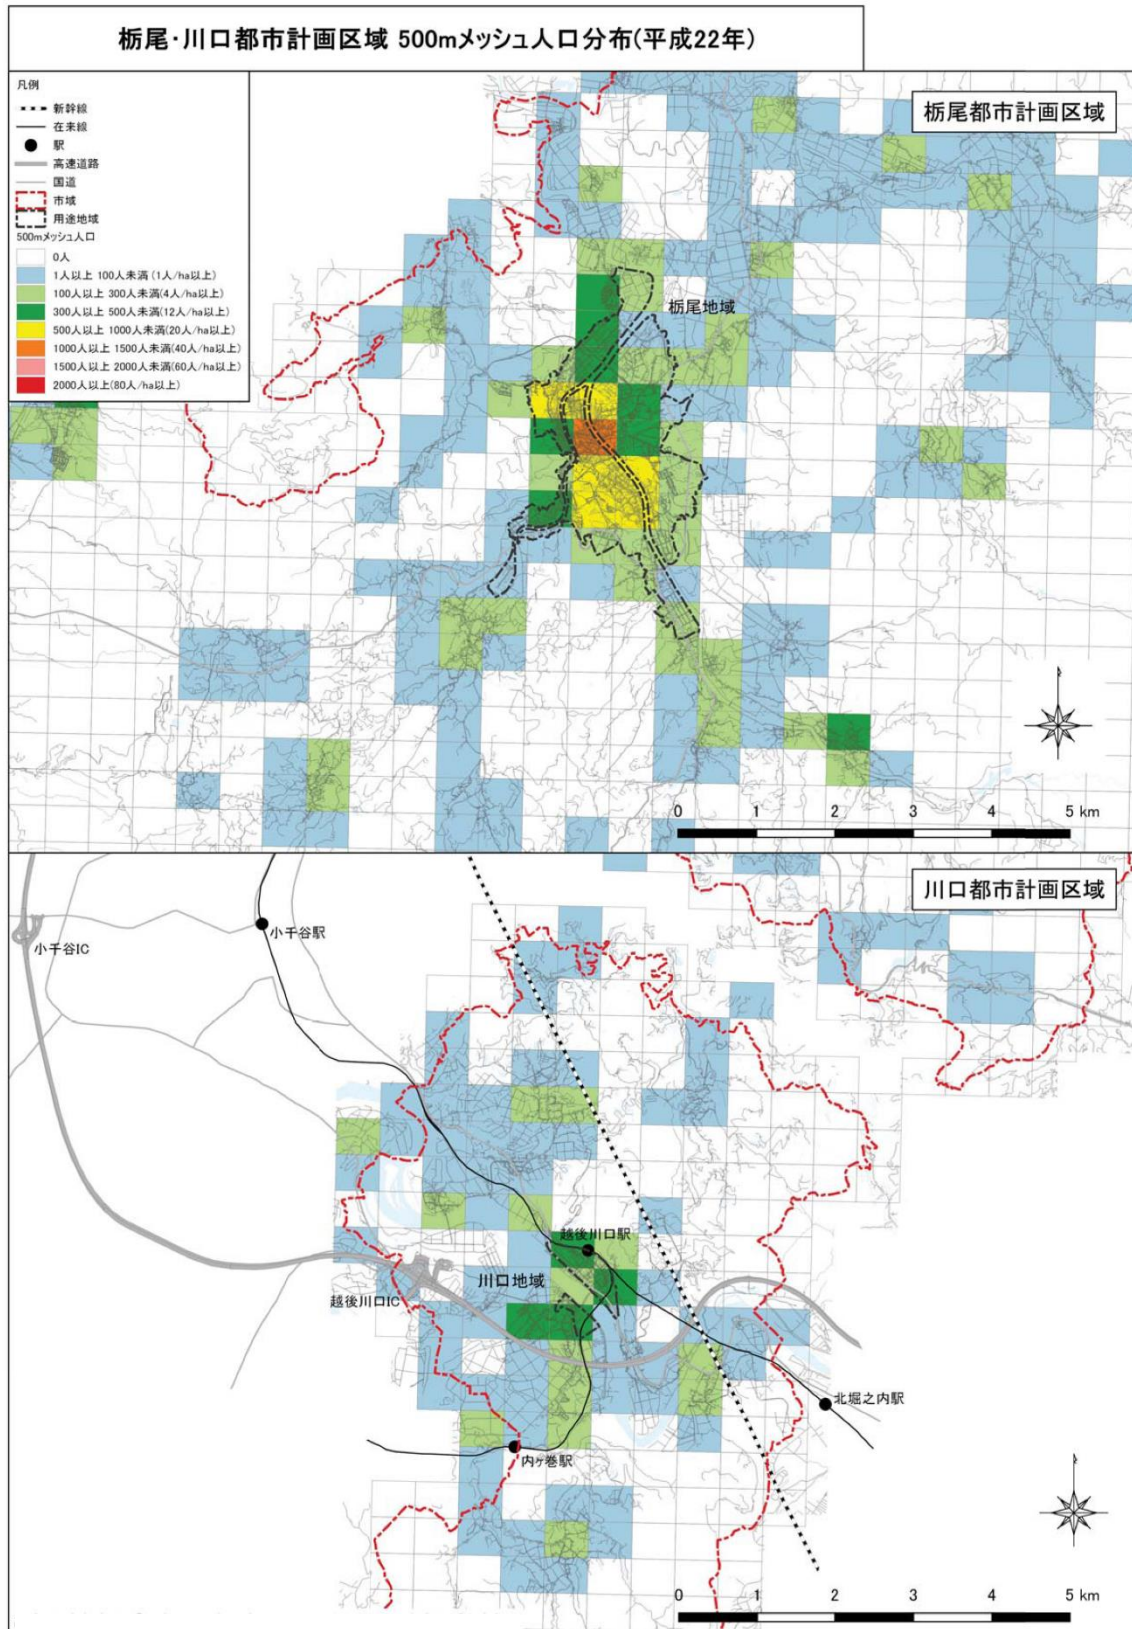 栃尾・川口都市計画区域 500mメッシュ人口分布(平成22年)
凡例
新幹線
在来線
駅
高速道路
国道
市域
用途地域
500mメッシュ人口
0人
1人以上 100人未満(1人/ha以上)
100人以上 300人未満(4人/ha以上)
300人以上 500人未満(12人/ha以上)
500人以上 1000人未満(20人/ha以上)
1000人以上 1500人未満(40人/ha以上)
1500人以上 2000人未満(60人/ha以上)
2000人以上(80人/ha以上)
栃尾都市計画区域
栃尾地域
0 1 2 3 4 5 km
川口都市計画区域
小千谷駅
小千谷IC
越後川口駅
川口地域
越後川口IC
北堀之内駅
内ヶ巻駅
0 1 2 3 4 5 km